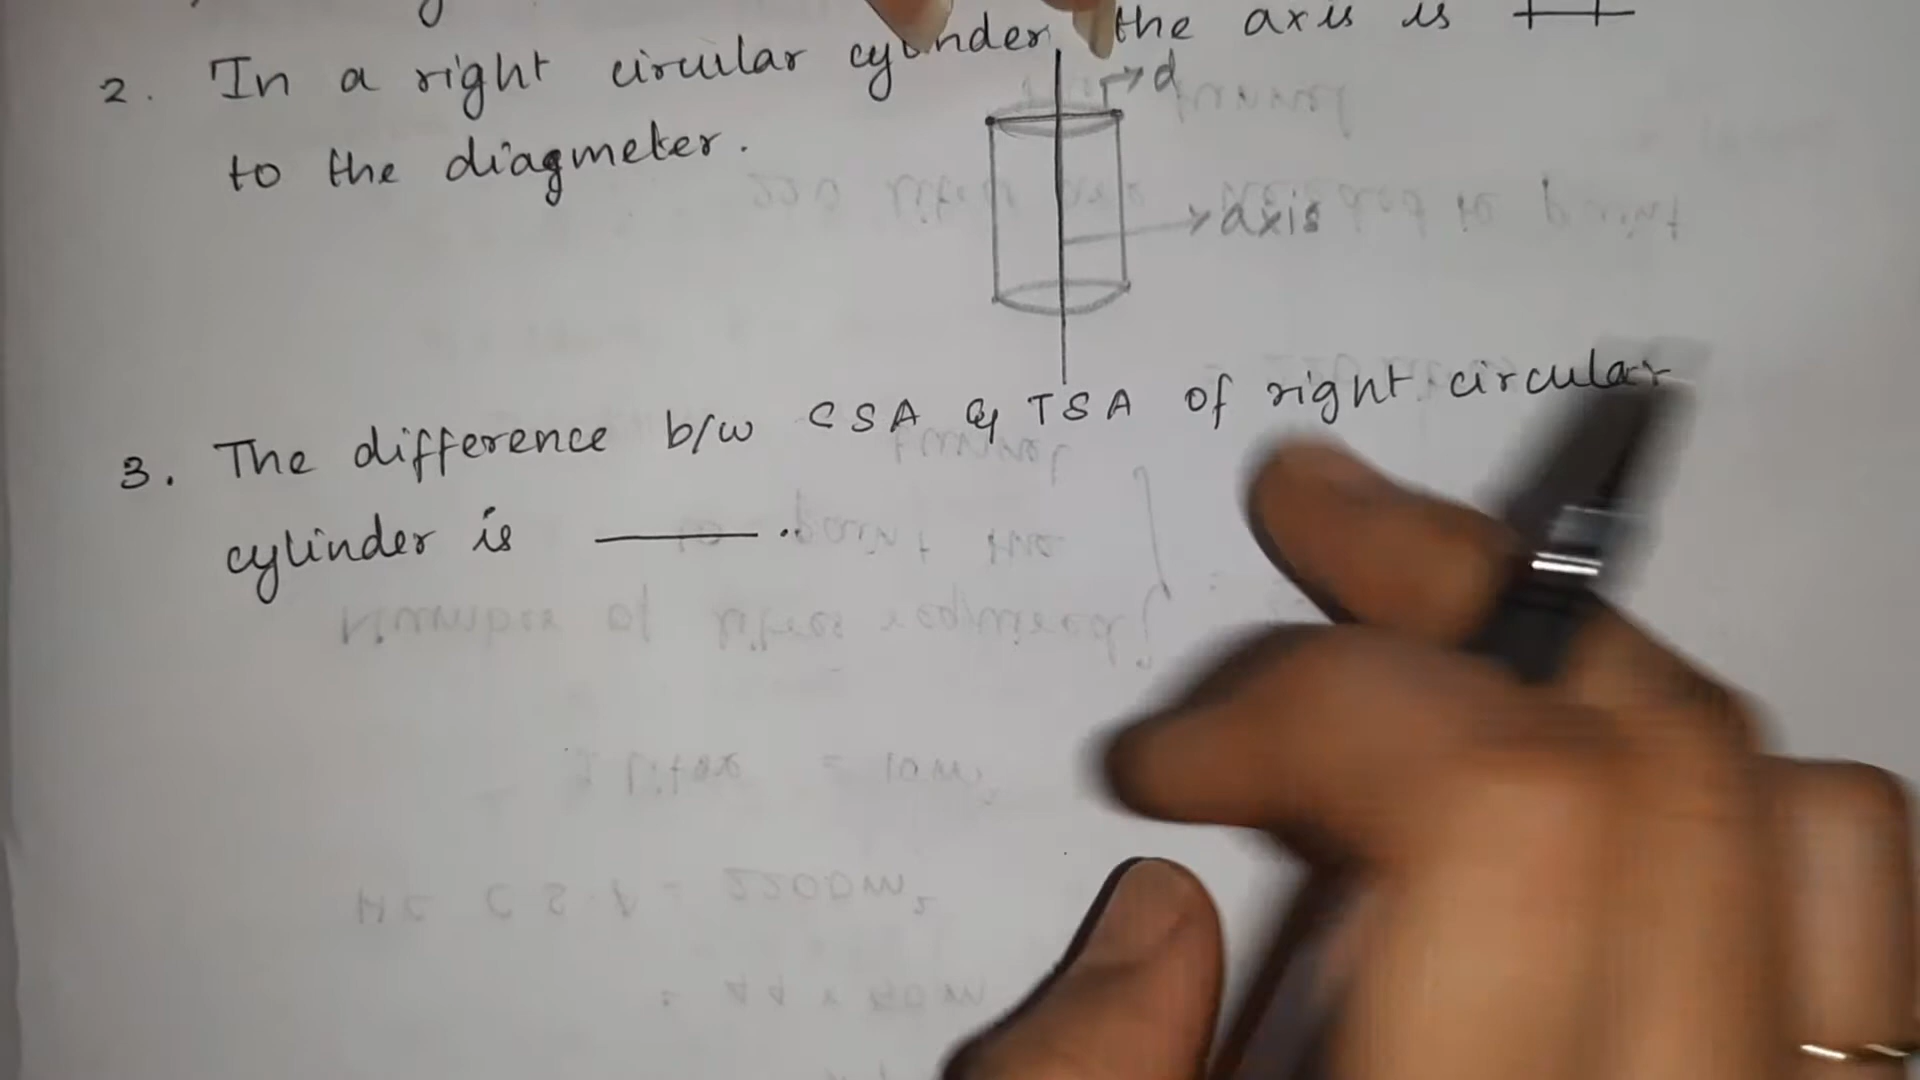 2. In a right circular cylinder, the axis is
to the diagmeter.
d
axis
3. The difference b/w CSA & TSA of right circular
cylinder is ______.